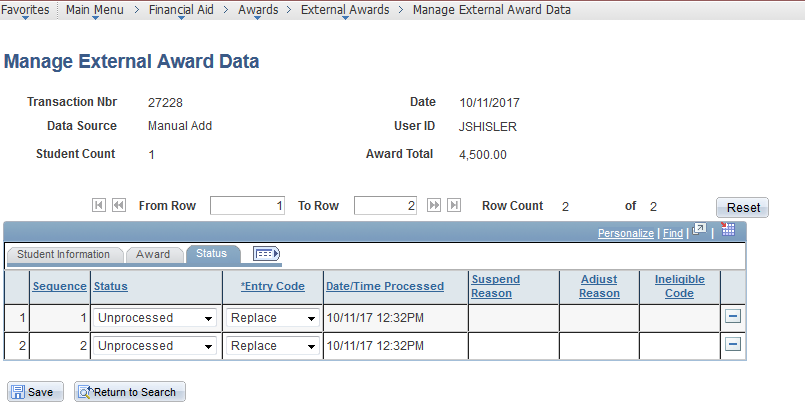 Favorites Main Menu > Financial Aid > Awards > External Awards > Manage External Award Data
Manage External Award Data
Transaction Nbr 27228 Date 10/11/2017
Data Source Manual Add User ID JSHISLER
Student Count 1 Award Total 4,500.00
From Row 1 To Row 2 Row Count 2 of 2 Reset
Personalize | Find | |
Student Information Award Status
Sequence Status *Entry Code Date/Time Processed Suspend Reason Adjust Reason Ineligible Code
1 1 Unprocessed Replace 10/11/17 12:32PM
2 2 Unprocessed Replace 10/11/17 12:32PM
Save Return to Search